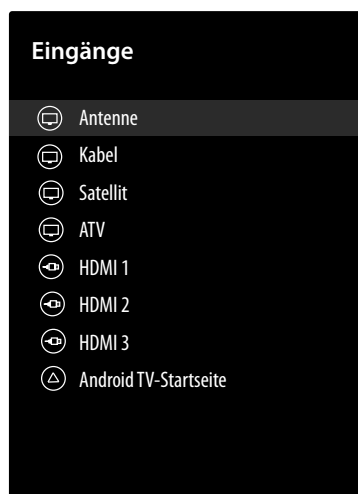 Eingänge
Antenne
Kabel
Satellit
ATV
HDMI 1
HDMI 2
HDMI 3
Android TV-Startseite